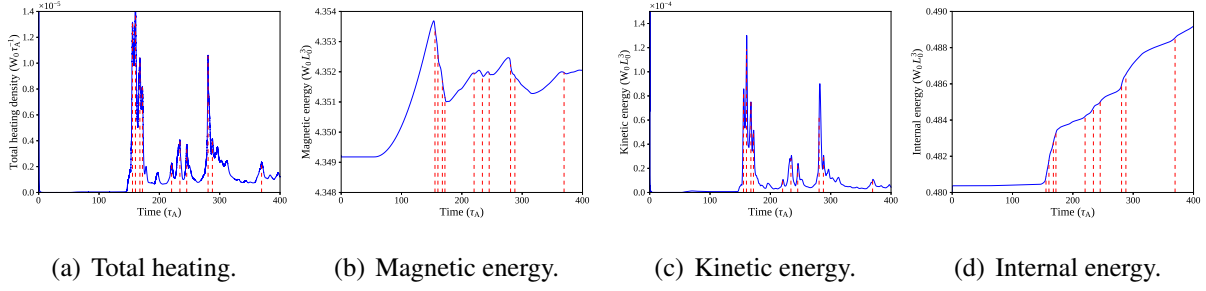 ×10⁻⁵
Total heating density (W₀ τ_A⁻¹)
1.4
1.2
1.0
0.8
0.6
0.4
0.2
0.0
0 100 200 300 400
Time (τ_A)
Magnetic energy (W₀ L₀³)
4.354
4.353
4.352
4.351
4.350
4.349
4.348
0 100 200 300 400
Time (τ_A)
×10⁻⁴
Kinetic energy (W₀ L₀³)
1.4
1.2
1.0
0.8
0.6
0.4
0.2
0.0
0 100 200 300 400
Time (τ_A)
Internal energy (W₀ L₀³)
0.490
0.488
0.486
0.484
0.482
0.480
0 100 200 300 400
Time (τ_A)
(a) Total heating.
(b) Magnetic energy.
(c) Kinetic energy.
(d) Internal energy.